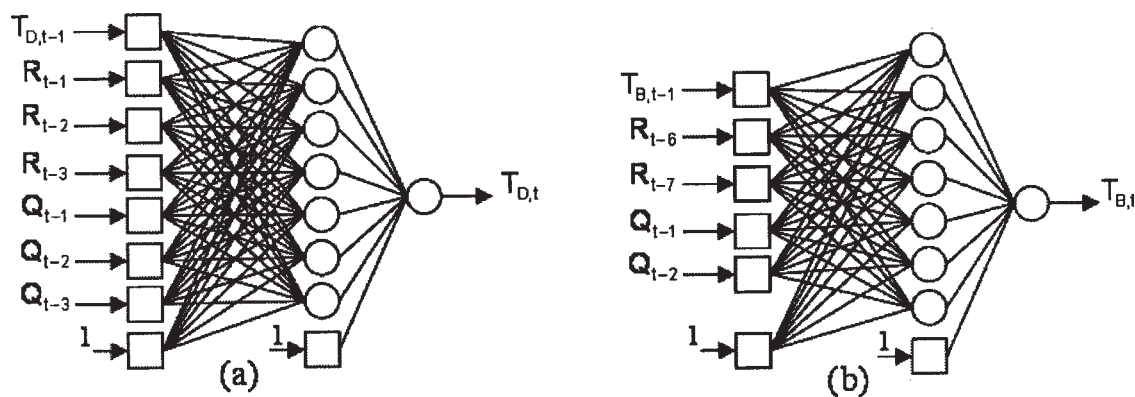 T_D,t-1
R_t-1
R_t-2
R_t-3
Q_t-1
Q_t-2
Q_t-3
1
1
T_D,t
(a)
T_B,t-1
R_t-6
R_t-7
Q_t-1
Q_t-2
1
1
T_B,t
(b)